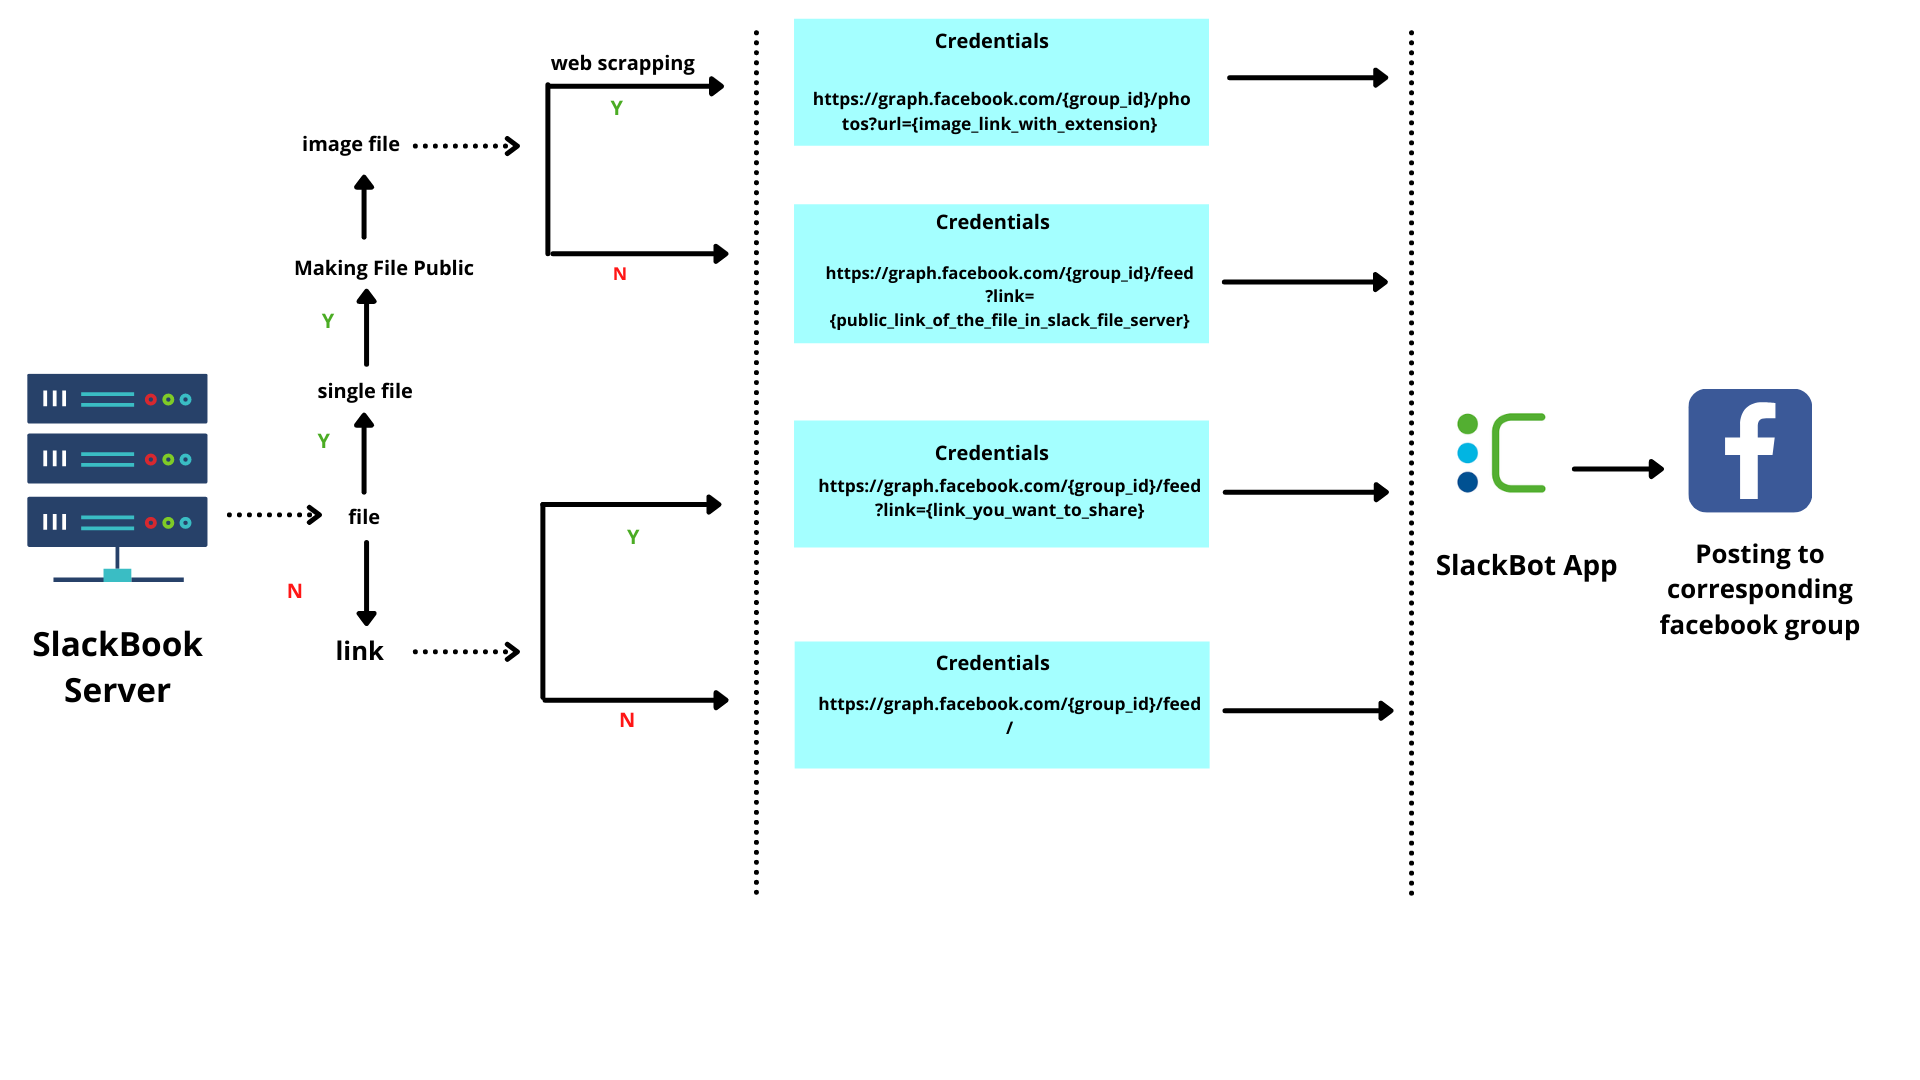 web scrapping
Y
image file
N
Making File Public
Y
single file
Y
file
N
link
Y
N
SlackBook
Server
Credentials
https://graph.facebook.com/{group_id}/pho
tos?url={image_link_with_extension}
Credentials
https://graph.facebook.com/{group_id}/feed
?link=
{public_link_of_the_file_in_slack_file_server}
Credentials
https://graph.facebook.com/{group_id}/feed
?link={link_you_want_to_share}
Credentials
https://graph.facebook.com/{group_id}/feed
/
SlackBot App
Posting to
corresponding
facebook group